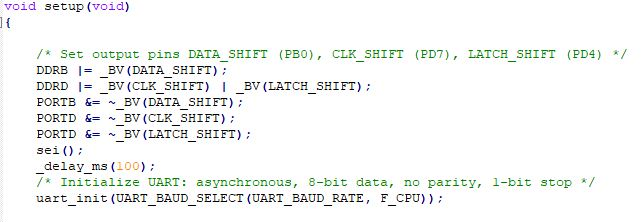 void setup(void)
{
/* Set output pins DATA_SHIFT (PB0), CLK_SHIFT (PD7), LATCH_SHIFT (PD4) */
DDRB |= _BV(DATA_SHIFT);
DDRD |= _BV(CLK_SHIFT) | _BV(LATCH_SHIFT);
PORTB &= ~_BV(DATA_SHIFT);
PORTD &= ~_BV(CLK_SHIFT);
PORTD &= ~_BV(LATCH_SHIFT);
sei();
_delay_ms(100);
/* Initialize UART: asynchronous, 8-bit data, no parity, 1-bit stop */
uart_init(UART_BAUD_SELECT(UART_BAUD_RATE, F_CPU));